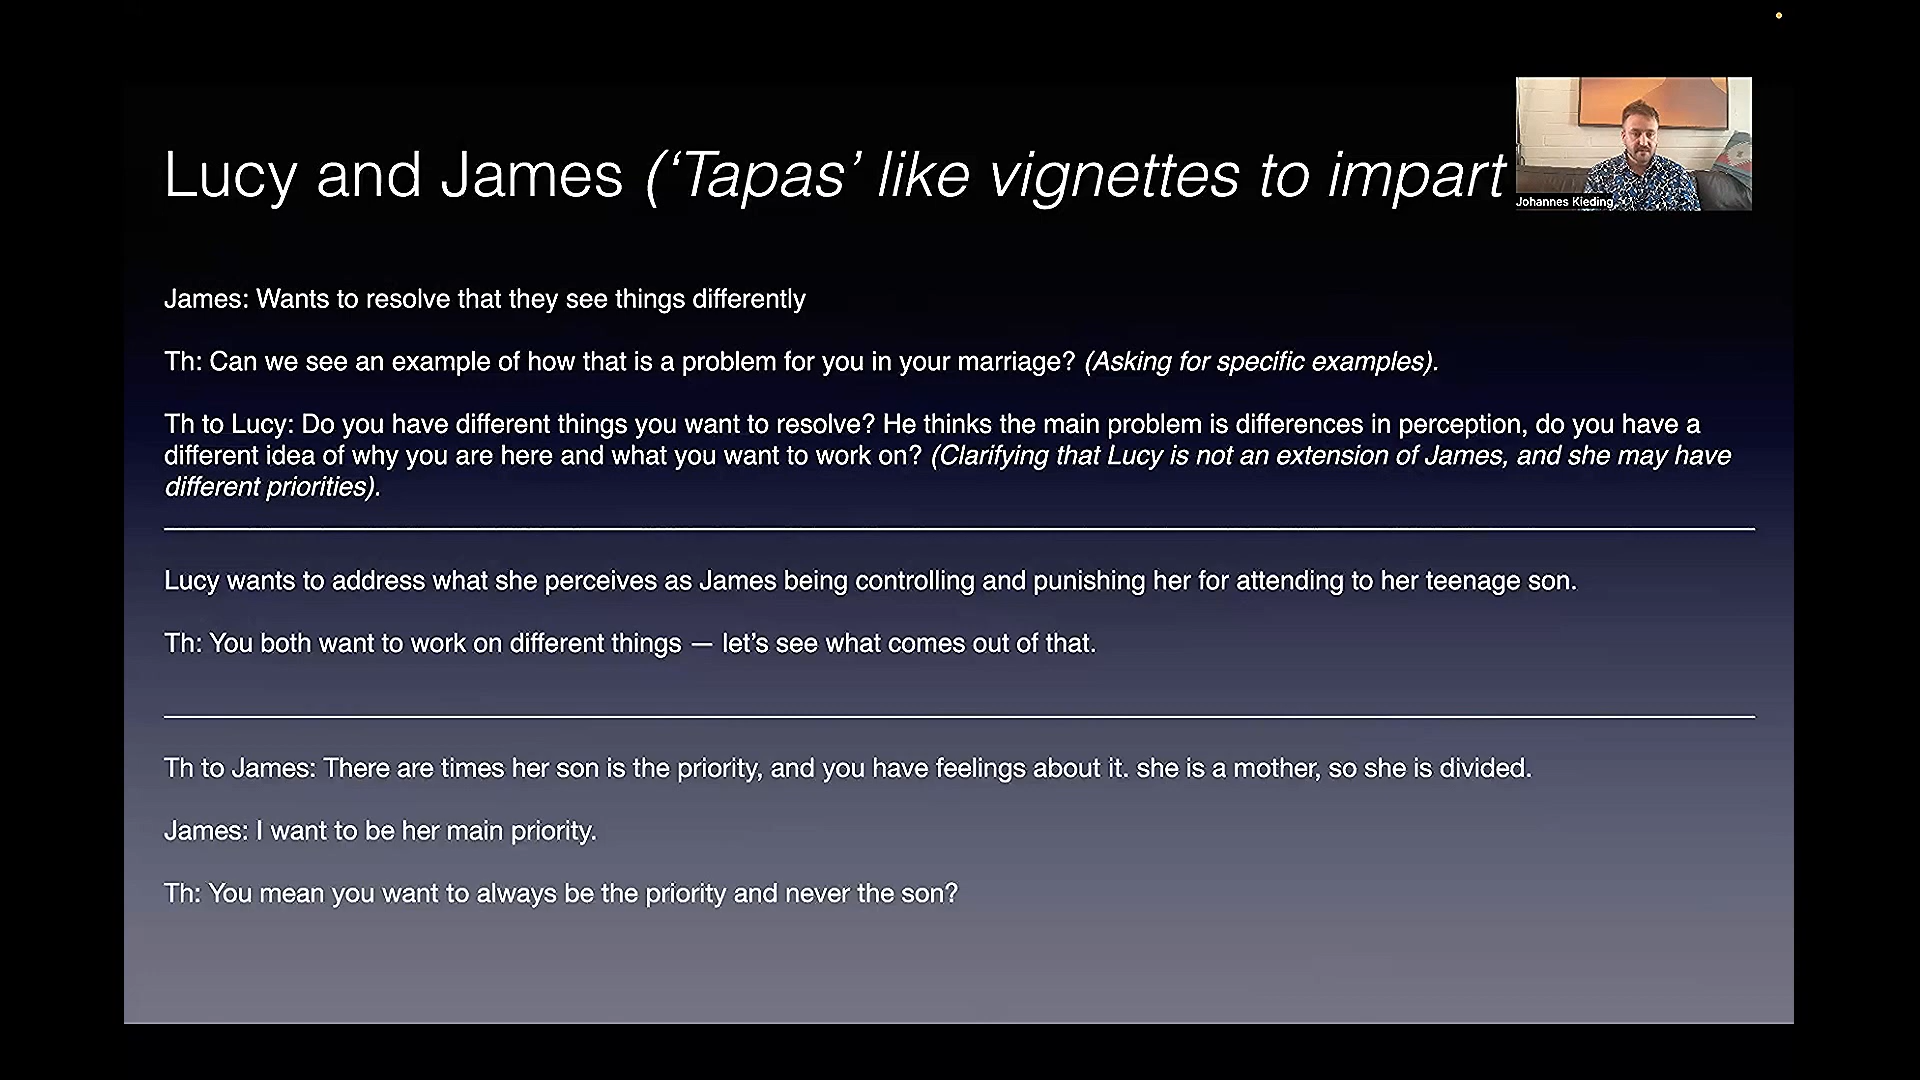 Lucy and James (‘Tapas’ like vignettes to impart
Johannes Kieding
James: Wants to resolve that they see things differently
Th: Can we see an example of how that is a problem for you in your marriage? (Asking for specific examples).
Th to Lucy: Do you have different things you want to resolve? He thinks the main problem is differences in perception, do you have a
different idea of why you are here and what you want to work on? (Clarifying that Lucy is not an extension of James, and she may have
different priorities).
Lucy wants to address what she perceives as James being controlling and punishing her for attending to her teenage son.
Th: You both want to work on different things — let’s see what comes out of that.
Th to James: There are times her son is the priority, and you have feelings about it. she is a mother, so she is divided.
James: I want to be her main priority.
Th: You mean you want to always be the priority and never the son?